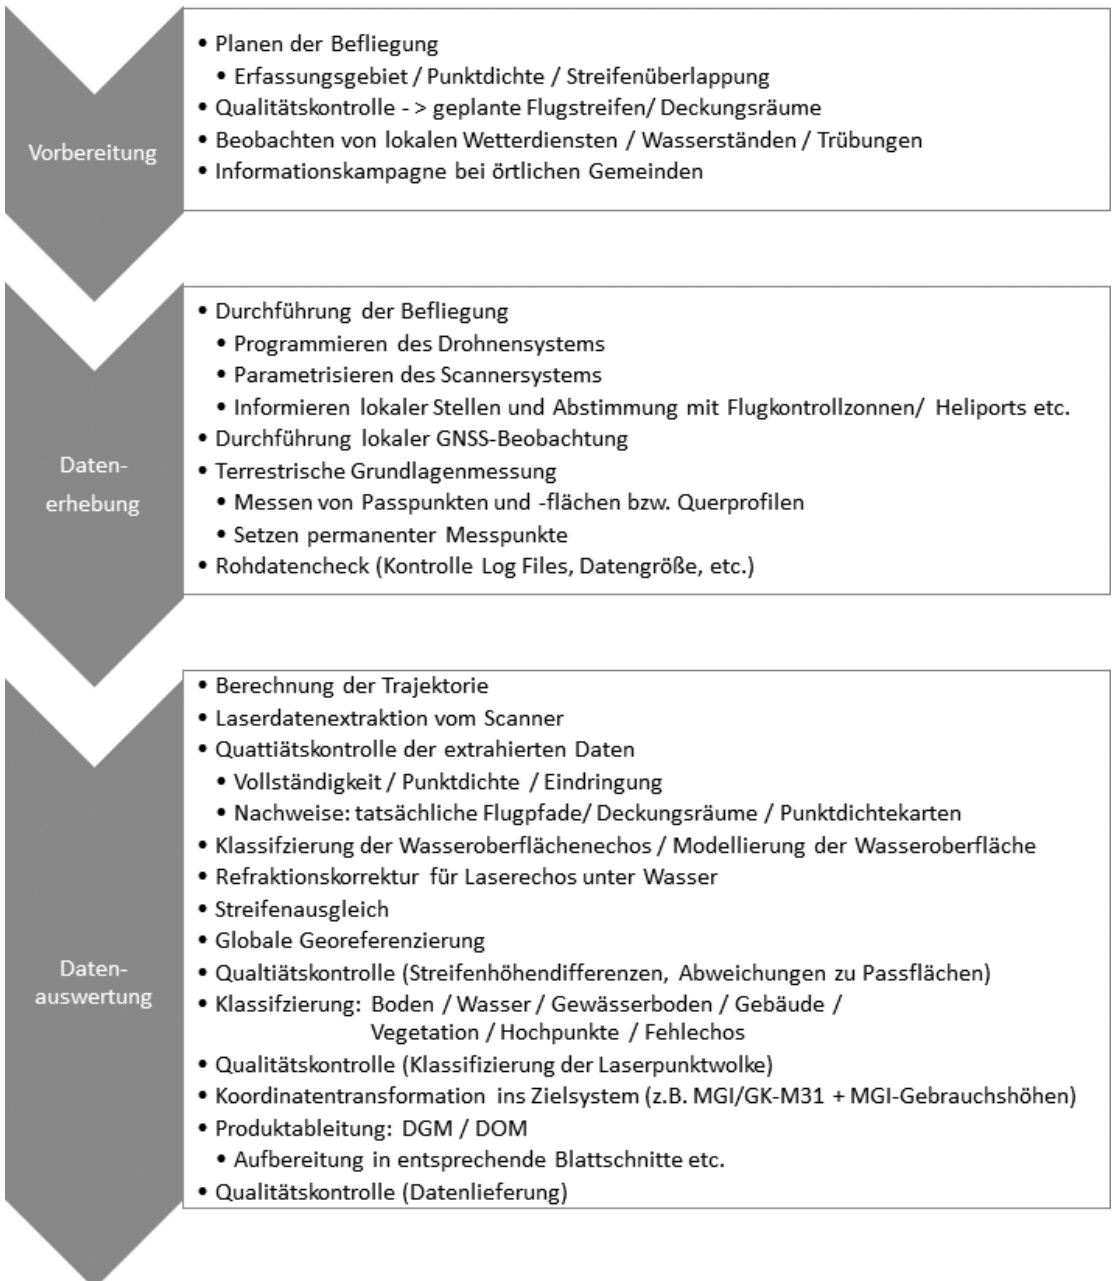 Vorbereitung
• Planen der Befliegung
• Erfassungsgebiet / Punktdichte / Streifenüberlappung
• Qualitätskontrolle - > geplante Flugstreifen/ Deckungsräume
• Beobachten von lokalen Wetterdiensten / Wasserständen / Trübungen
• Informationskampagne bei örtlichen Gemeinden
Daten-
erhebung
• Durchführung der Befliegung
• Programmieren des Drohnensystems
• Parametrisieren des Scannersystems
• Informieren lokaler Stellen und Abstimmung mit Flugkontrollzonnen/ Heliports etc.
• Durchführung lokaler GNSS-Beobachtung
• Terrestrische Grundlagenmessung
• Messen von Passpunkten und -flächen bzw. Querprofilen
• Setzen permanenter Messpunkte
• Rohdatencheck (Kontrolle Log Files, Datengröße, etc.)
Daten-
auswertung
• Berechnung der Trajektorie
• Laserdatenextraktion vom Scanner
• Quattiätskontrolle der extrahierten Daten
• Vollständigkeit / Punktdichte / Eindringung
• Nachweise: tatsächliche Flugpfade/ Deckungsräume / Punktdichtekarten
• Klassifzierung der Wasseroberflächenechos / Modellierung der Wasseroberfläche
• Refraktionskorrektur für Laserechos unter Wasser
• Streifenausgleich
• Globale Georeferenzierung
• Qualtiätskontrolle (Streifenhöhendifferenzen, Abweichungen zu Passflächen)
• Klassifzierung: Boden / Wasser / Gewässerboden / Gebäude /
Vegetation / Hochpunkte / Fehlechos
• Qualitätskontrolle (Klassifizierung der Laserpunktwolke)
• Koordinatentransformation ins Zielsystem (z.B. MGI/GK-M31 + MGI-Gebrauchshöhen)
• Produktableitung: DGM / DOM
• Aufbereitung in entsprechende Blattschnitte etc.
• Qualitätskontrolle (Datenlieferung)